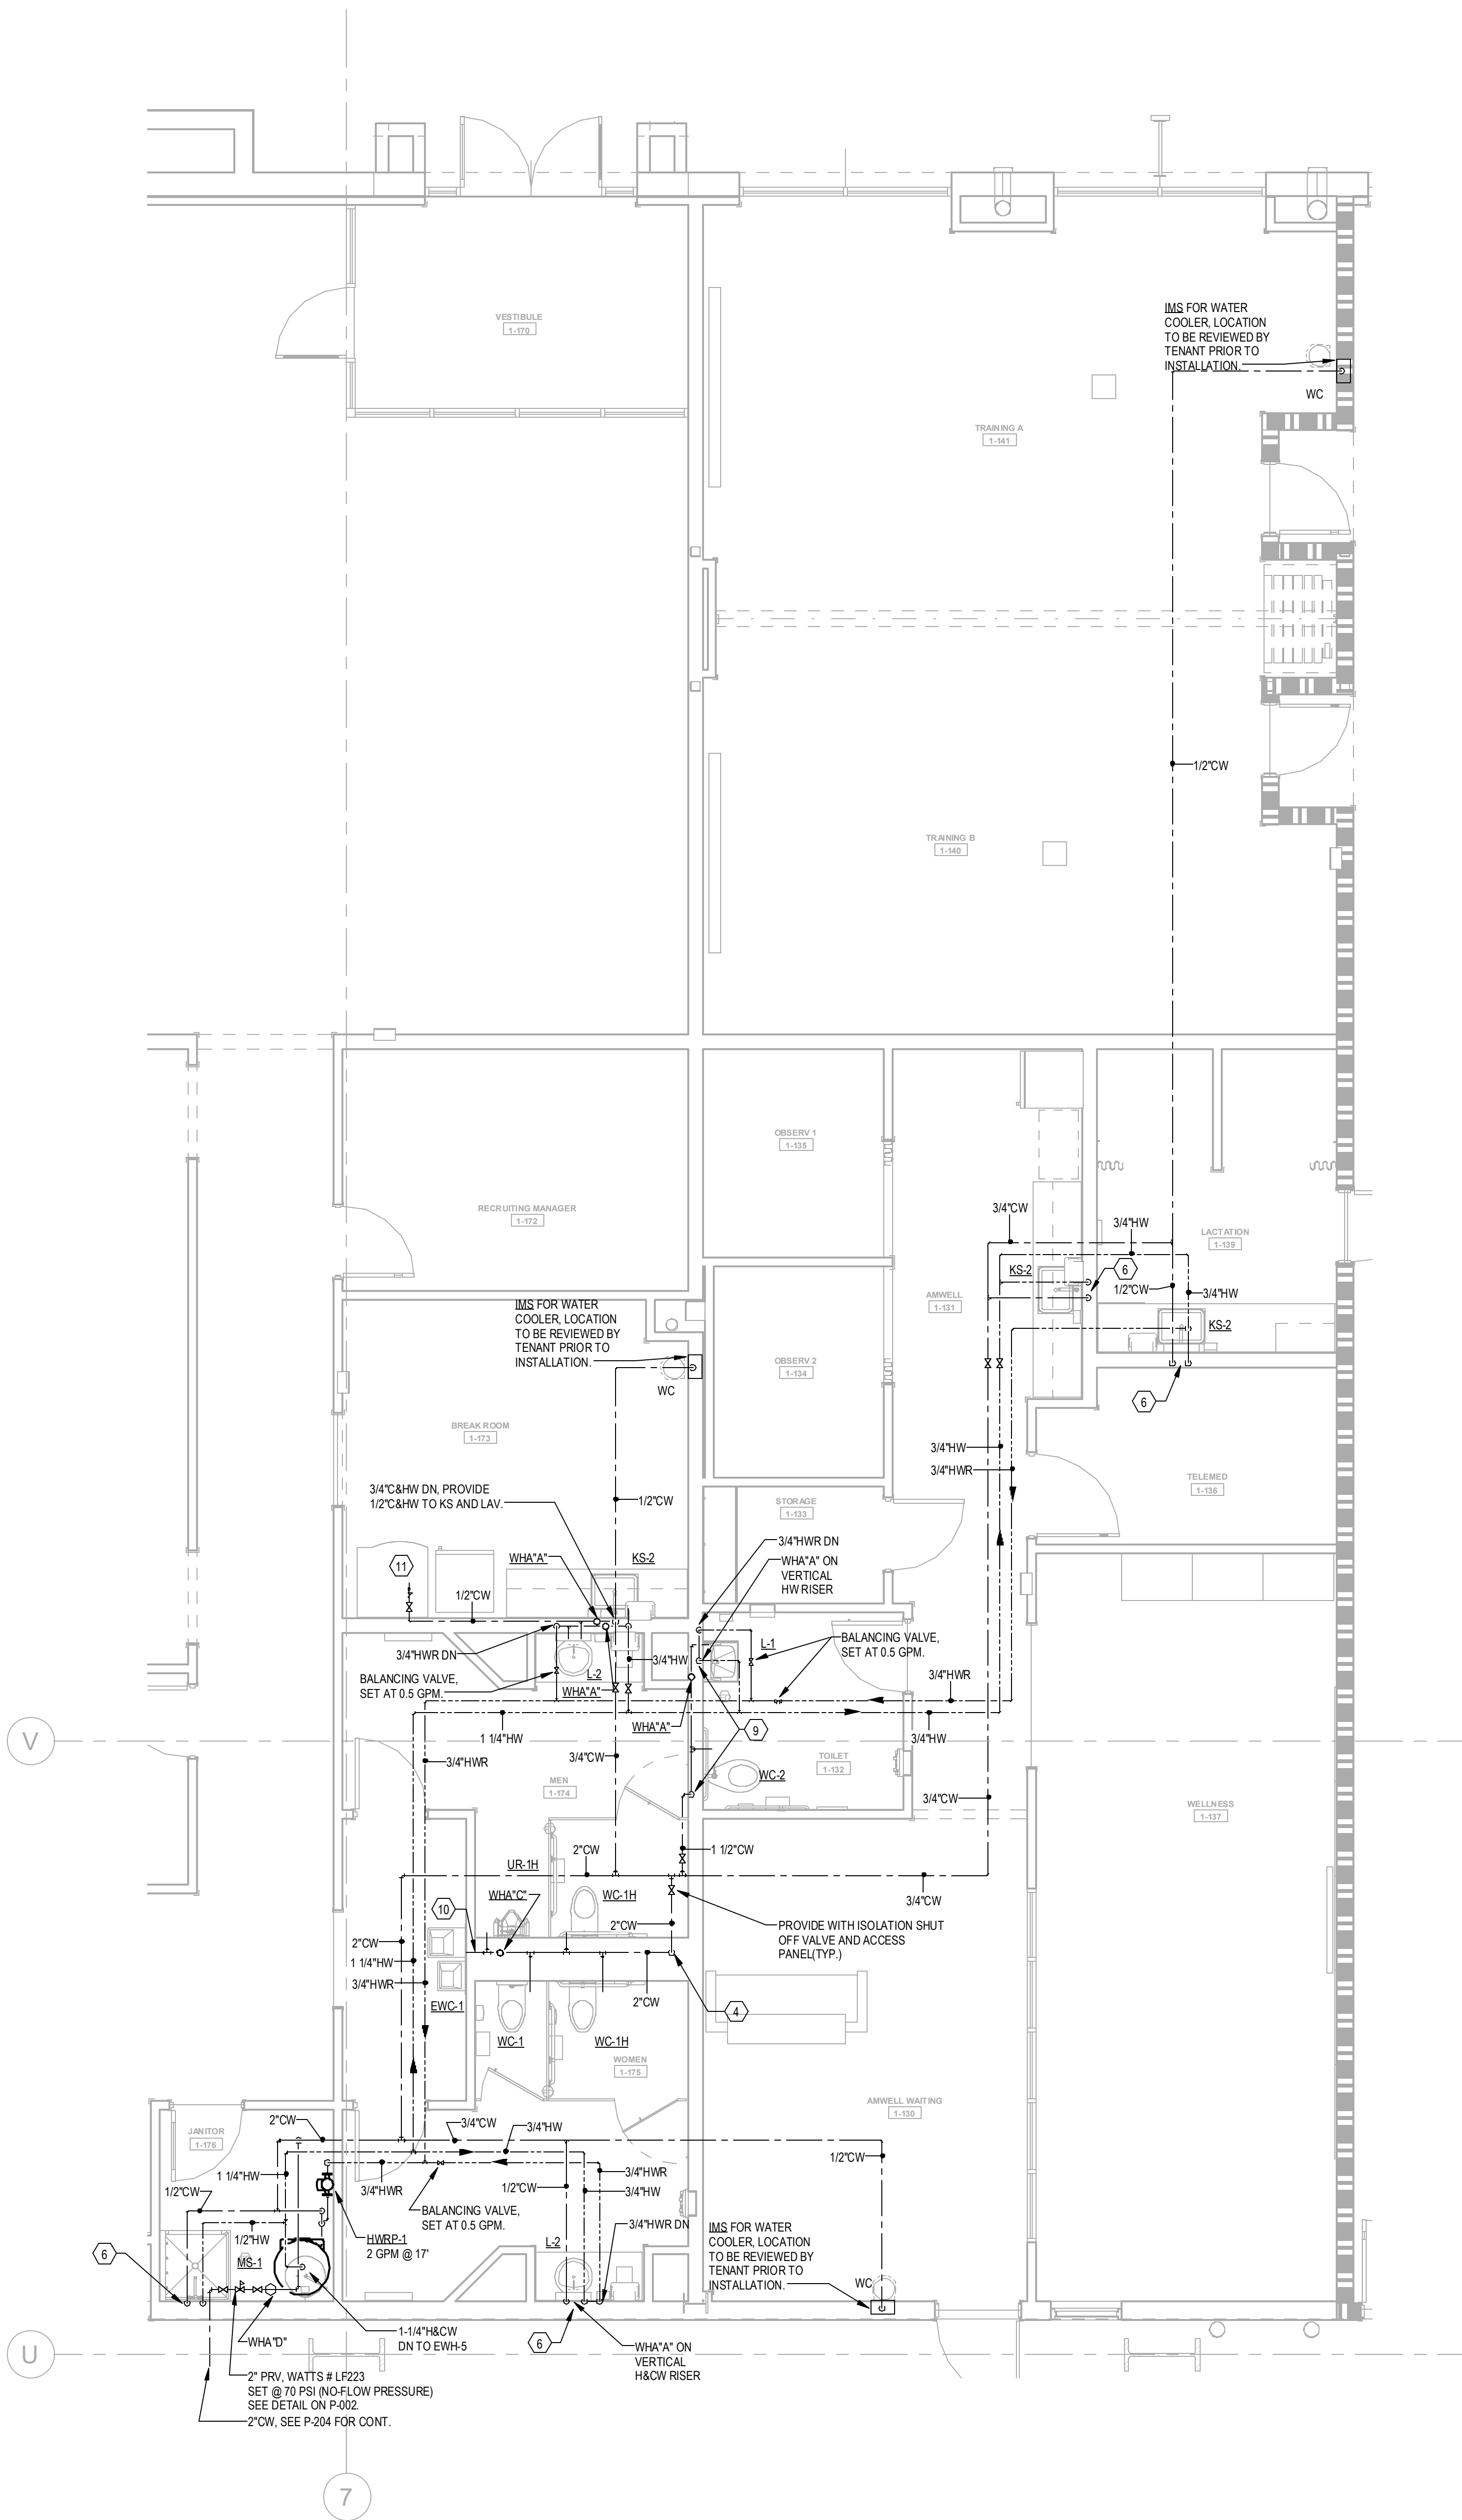 VESTIBULE
1-170
IMS FOR WATER
COOLER, LOCATION
TO BE REVIEWED BY
TENANT PRIOR TO
INSTALLATION.
WC
TRAINING A
1-141
1/2"CW
TRAINING B
1-140
OBSERV 1
1-135
RECRUITING MANAGER
1-172
3/4"CW
3/4"HW
LACTATION
1-139
KS-2
6
1/2"CW
3/4"HW
AMWELL
1-131
KS-2
IMS FOR WATER
COOLER, LOCATION
TO BE REVIEWED BY
TENANT PRIOR TO
INSTALLATION.
WC
OBSERV 2
1-134
6
BREAK ROOM
1-173
3/4"HW
3/4"HWR
TELEMED
1-136
3/4"C&HW DN, PROVIDE
1/2"C&HW TO KS AND LAV.
1/2"CW
STORAGE
1-133
3/4"HWR DN
WHA"A"
KS-2
WHA"A" ON
VERTICAL
HW RISER
11
1/2"CW
3/4"HWR DN
BALANCING VALVE,
SET AT 0.5 GPM.
L-2
WHA"A"
3/4"HW
L-1
BALANCING VALVE,
SET AT 0.5 GPM.
3/4"HWR
WHA"A"
9
V
1 1/4"HW
3/4"HW
3/4"HWR
3/4"CW
TOILET
1-132
WC-2
MEN
1-174
3/4"CW
WELLNESS
1-137
UR-1H
2"CW
1 1/2"CW
3/4"CW
WHA"C"
WC-1H
10
2"CW
PROVIDE WITH ISOLATION SHUT
OFF VALVE AND ACCESS
PANEL(TYP.)
2"CW
1 1/4"HW
3/4"HWR
2"CW
4
EWC-1
WC-1
WC-1H
WOMEN
1-175
AMWELL WAITING
1-130
JANITOR
1-176
2"CW
3/4"CW
3/4"HW
1/2"CW
1 1/4"HW
3/4"HWR
3/4"HWR
1/2"CW
1/2"CW
3/4"HW
BALANCING VALVE,
SET AT 0.5 GPM.
3/4"HWR DN
1/2"HW
HWRP-1
2 GPM @ 17'
L-2
IMS FOR WATER
COOLER, LOCATION
TO BE REVIEWED BY
TENANT PRIOR TO
INSTALLATION.
WC
6
MS-1
1-1/4"H&CW
DN TO EWH-5
WHA"D"
6
WHA"A" ON
VERTICAL
H&CW RISER
U
2" PRV, WATTS # LF223
SET @ 70 PSI (NO-FLOW PRESSURE)
SEE DETAIL ON P-002.
2"CW, SEE P-204 FOR CONT.
7